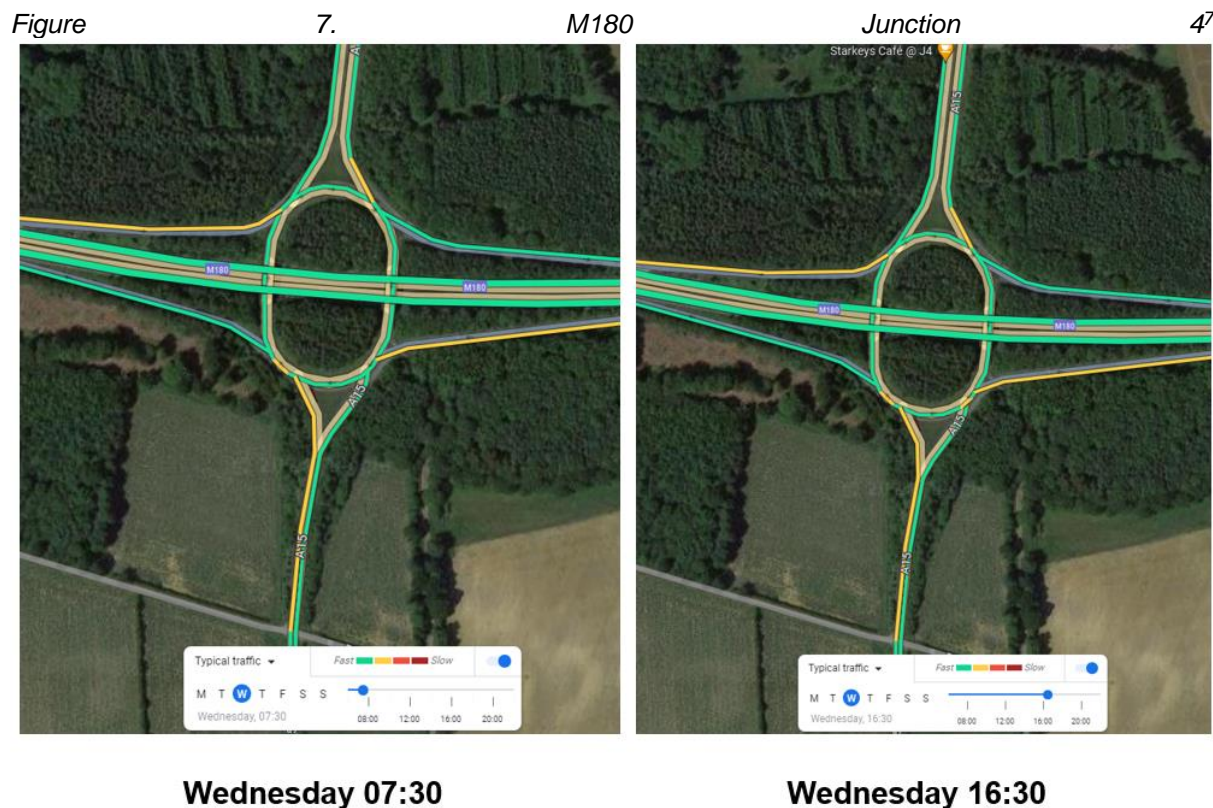 Figure 7. M180 Junction 4⁷
A15
M180
M180
A15
A15
Typical traffic
Fast
Slow
M T W T F S S
Wednesday, 07:30
08:00 12:00 16:00 20:00
Starkeys Café @ J4
A15
M180
M180
A15
A15
Typical traffic
Fast
Slow
M T W T F S S
Wednesday, 16:30
08:00 12:00 16:00 20:00
Wednesday 07:30
Wednesday 16:30